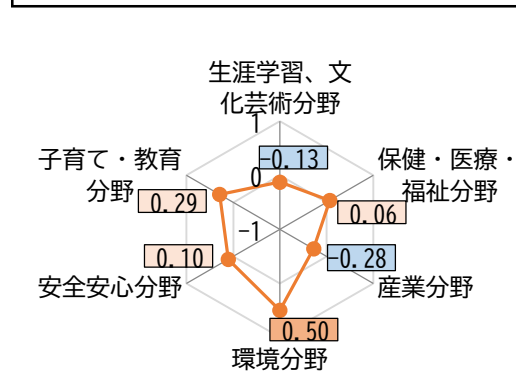 生涯学習、文
化芸術分野
1
-0.13
子育て・教育
分野
保健・医療・
福祉分野
0
0.29
0.06
-1
0.10
-0.28
安全安心分野
産業分野
0.50
環境分野